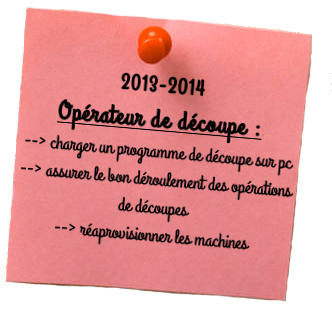 2013-2014
Opérateur de découpe :
--> charger un programme de découpe sur pc
--> assurer le bon déroulement des opérations
de découpes
--> réaprovisionner les machines